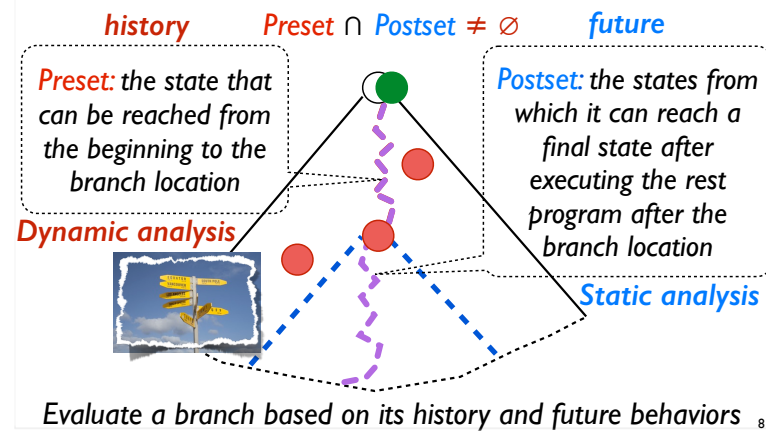 history
Preset ∩ Postset ≠ ∅
future
Preset: the state that
can be reached from
the beginning to the
branch location
Postset: the states from
which it can reach a
final state after
executing the rest
program after the
branch location
Dynamic analysis
Static analysis
Evaluate a branch based on its history and future behaviors
8